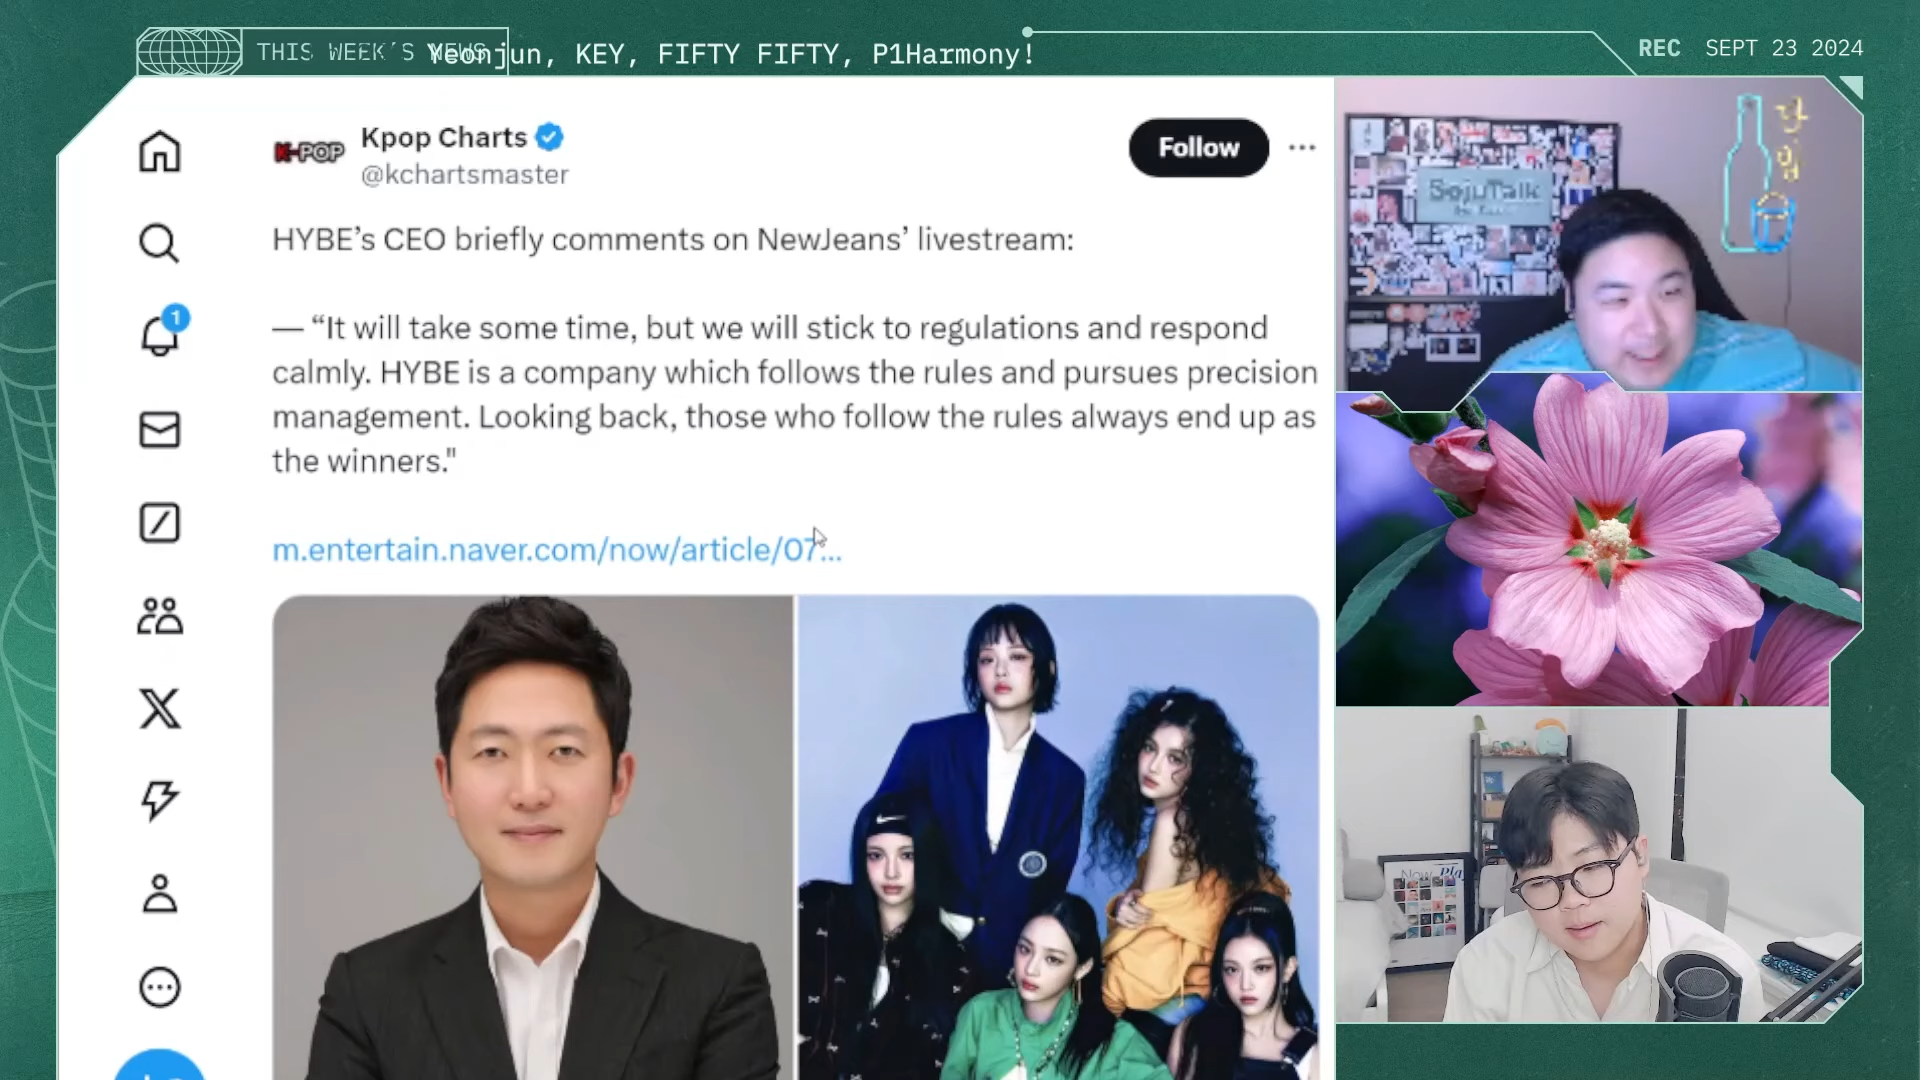 THIS WEEK'S NEWS
Yeonjun, KEY, FIFTY FIFTY, P1Harmony!
REC SEPT 23 2024
K-POP
Kpop Charts
@kchartsmaster
Follow
HYBE’s CEO briefly comments on NewJeans’ livestream:
— “It will take some time, but we will stick to regulations and respond
calmly. HYBE is a company which follows the rules and pursues precision
management. Looking back, those who follow the rules always end up as
the winners."
m.entertain.naver.com/now/article/07...
1
SojuTalk
Now Pla